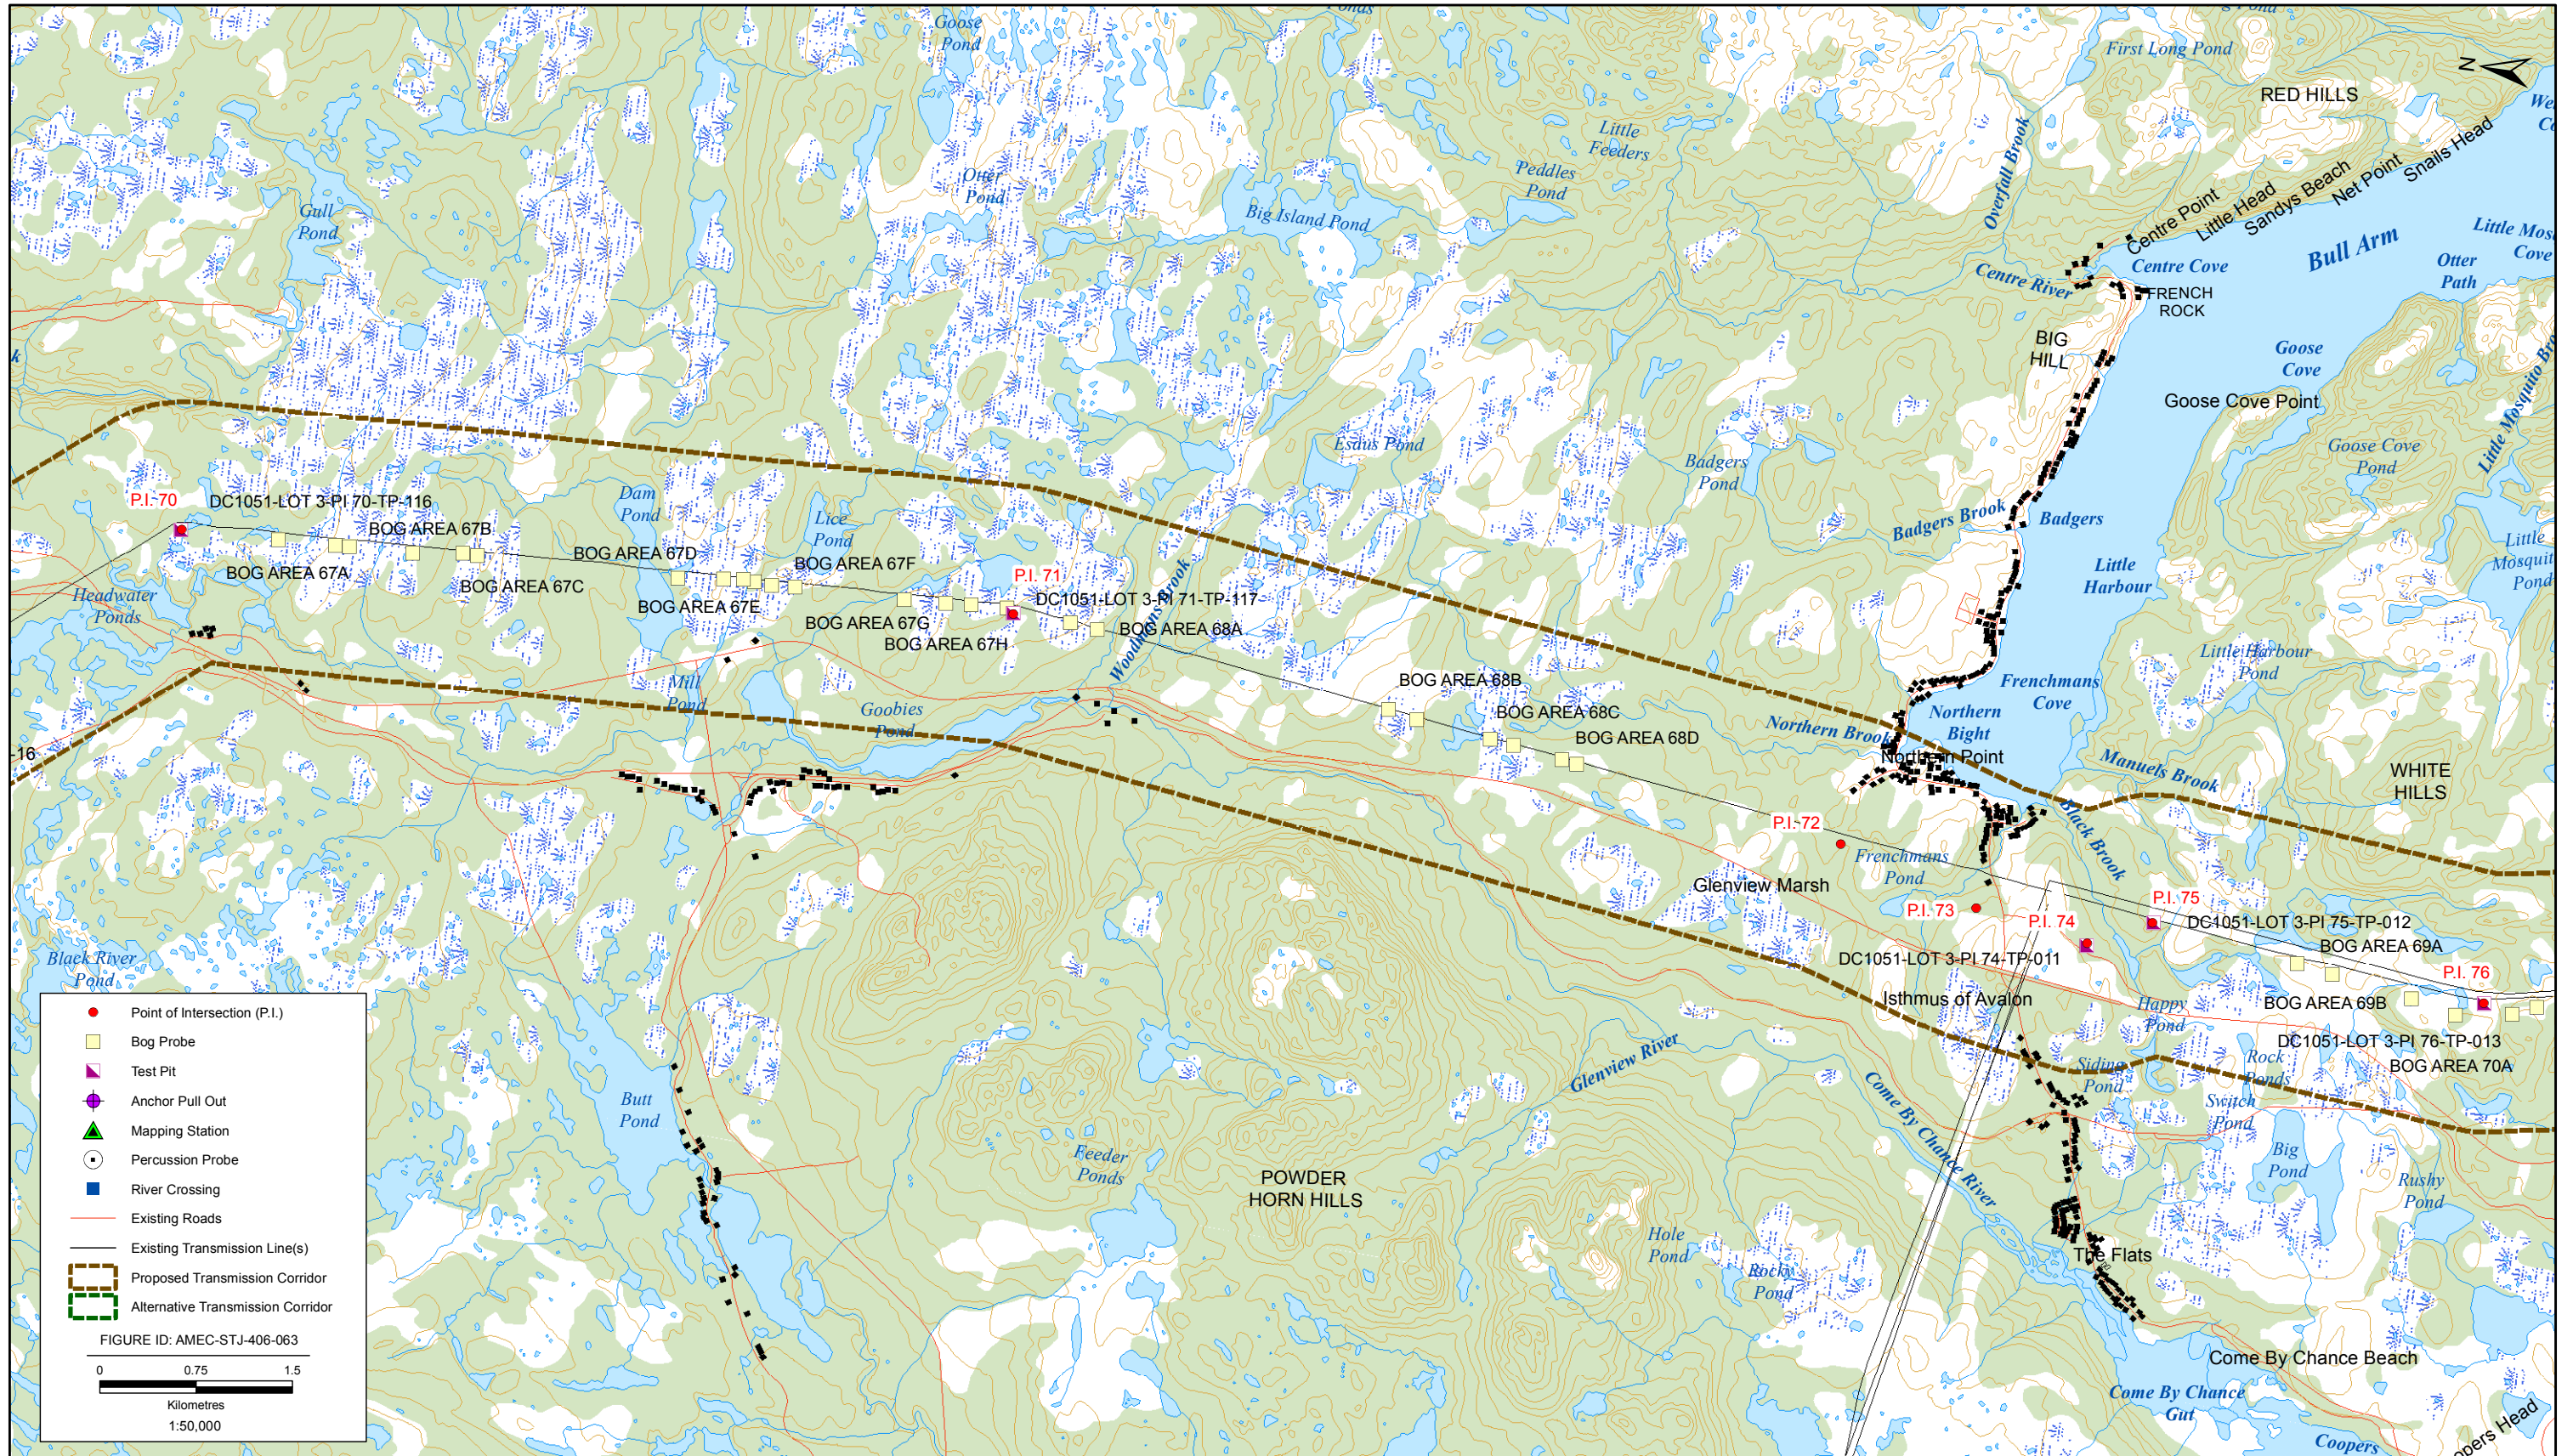 Ponds
Goose
Pond
g Pond
First Long Pond
N
RED HILLS
We
Co
Little
Feeders
Overfall Brook
Snails Head
Net Point
Sandys Beach
Little Head
Centre Point
Peddles
Pond
Otter
Pond
Gull
Pond
Big Island Pond
Bull Arm
Little Mos
Cove
Otter
Path
Centre Cove
Centre River
FRENCH
ROCK
BIG
HILL
k
Goose
Cove
Goose Cove Point
Little Mosquito Bro
Esdus Pond
Badgers
Pond
Goose Cove
Pond
P.I. 70
DC1051-LOT 3-PI 70-TP-116
Dam
Pond
Lice
Pond
BOG AREA 67B
BOG AREA 67D
BOG AREA 67F
BOG AREA 67A
BOG AREA 67C
BOG AREA 67E
Badgers Brook
Badgers
Little
Mosquit
Pond
Little
Harbour
P.I. 71
DC1051-LOT 3-PI 71-TP-117
Headwater
Ponds
BOG AREA 67G
BOG AREA 67H
BOG AREA 68A
Woodmans Brook
Little Harbour
Pond
Mill
Pond
Goobies
Pond
BOG AREA 68B
BOG AREA 68C
BOG AREA 68D
Frenchmans
Cove
Northern
Bight
Northern Brook
Northern Point
Manuels Brook
-16
WHITE
HILLS
P.I. 72
Black Brook
Frenchmans
Pond
Glenview Marsh
P.I. 73
P.I. 74
P.I. 75
DC1051-LOT 3-PI 75-TP-012
BOG AREA 69A
DC1051-LOT 3-PI 74-TP-011
P.I. 76
Black River
Pond
Isthmus of Avalon
Happy
Pond
BOG AREA 69B
DC1051-LOT 3-PI 76-TP-013
BOG AREA 70A
Glenview River
Siding
Pond
Rock
Ponds
Switch
Pond
Come By Chance River
Butt
Pond
Feeder
Ponds
POWDER
HORN HILLS
Big
Pond
Rushy
Pond
Hole
Pond
Rocky
Pond
The Flats
Come By Chance Beach
Come By Chance
Gut
Coopers
opers Head
Point of Intersection (P.I.)
Bog Probe
Test Pit
Anchor Pull Out
Mapping Station
Percussion Probe
River Crossing
Existing Roads
Existing Transmission Line(s)
Proposed Transmission Corridor
Alternative Transmission Corridor
FIGURE ID: AMEC-STJ-406-063
0 0.75 1.5
Kilometres
1:50,000